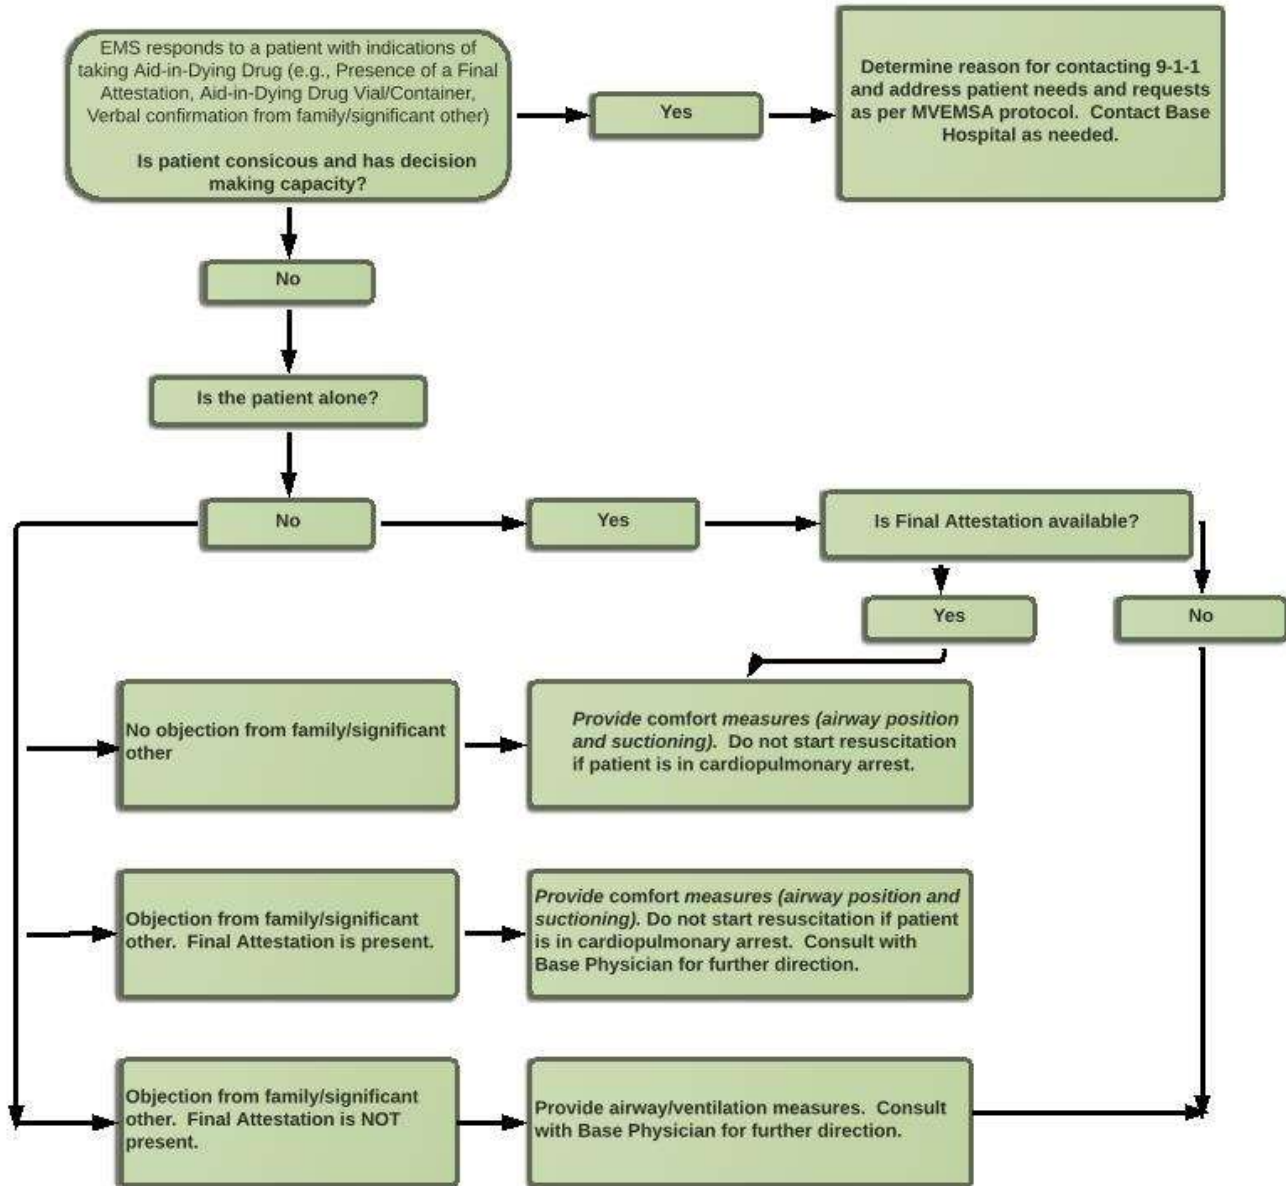 EMS responds to a patient with indications of
taking Aid-in-Dying Drug (e.g., Presence of a Final
Attestation, Aid-in-Dying Drug Vial/Container,
Verbal confirmation from family/significant other)
Is patient consicous and has decision
making capacity?
Yes
Determine reason for contacting 9-1-1
and address patient needs and requests
as per MVEMSA protocol.  Contact Base
Hospital as needed.
No
Is the patient alone?
No
Yes
Is Final Attestation available?
Yes
No
No objection from family/significant
other
Provide comfort measures (airway position
and suctioning).  Do not start resuscitation
if patient is in cardiopulmonary arrest.
Objection from family/significant
other.  Final Attestation is present.
Provide comfort measures (airway position and
suctioning). Do not start resuscitation if patient
is in cardiopulmonary arrest.  Consult with
Base Physician for further direction.
Objection from family/significant
other.  Final Attestation is NOT
present.
Provide airway/ventilation measures.  Consult
with Base Physician for further direction.